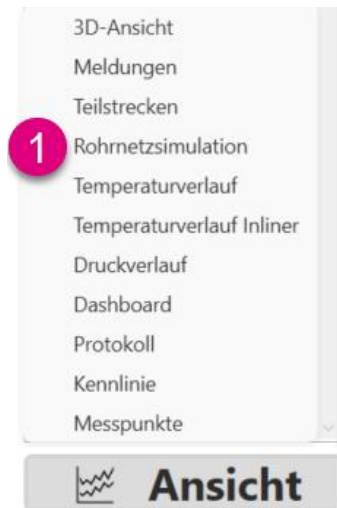 3D-Ansicht
Meldungen
Teilstrecken
1 Rohrnetzsimulation
Temperaturverlauf
Temperaturverlauf Inliner
Druckverlauf
Dashboard
Protokoll
Kennlinie
Messpunkte
Ansicht